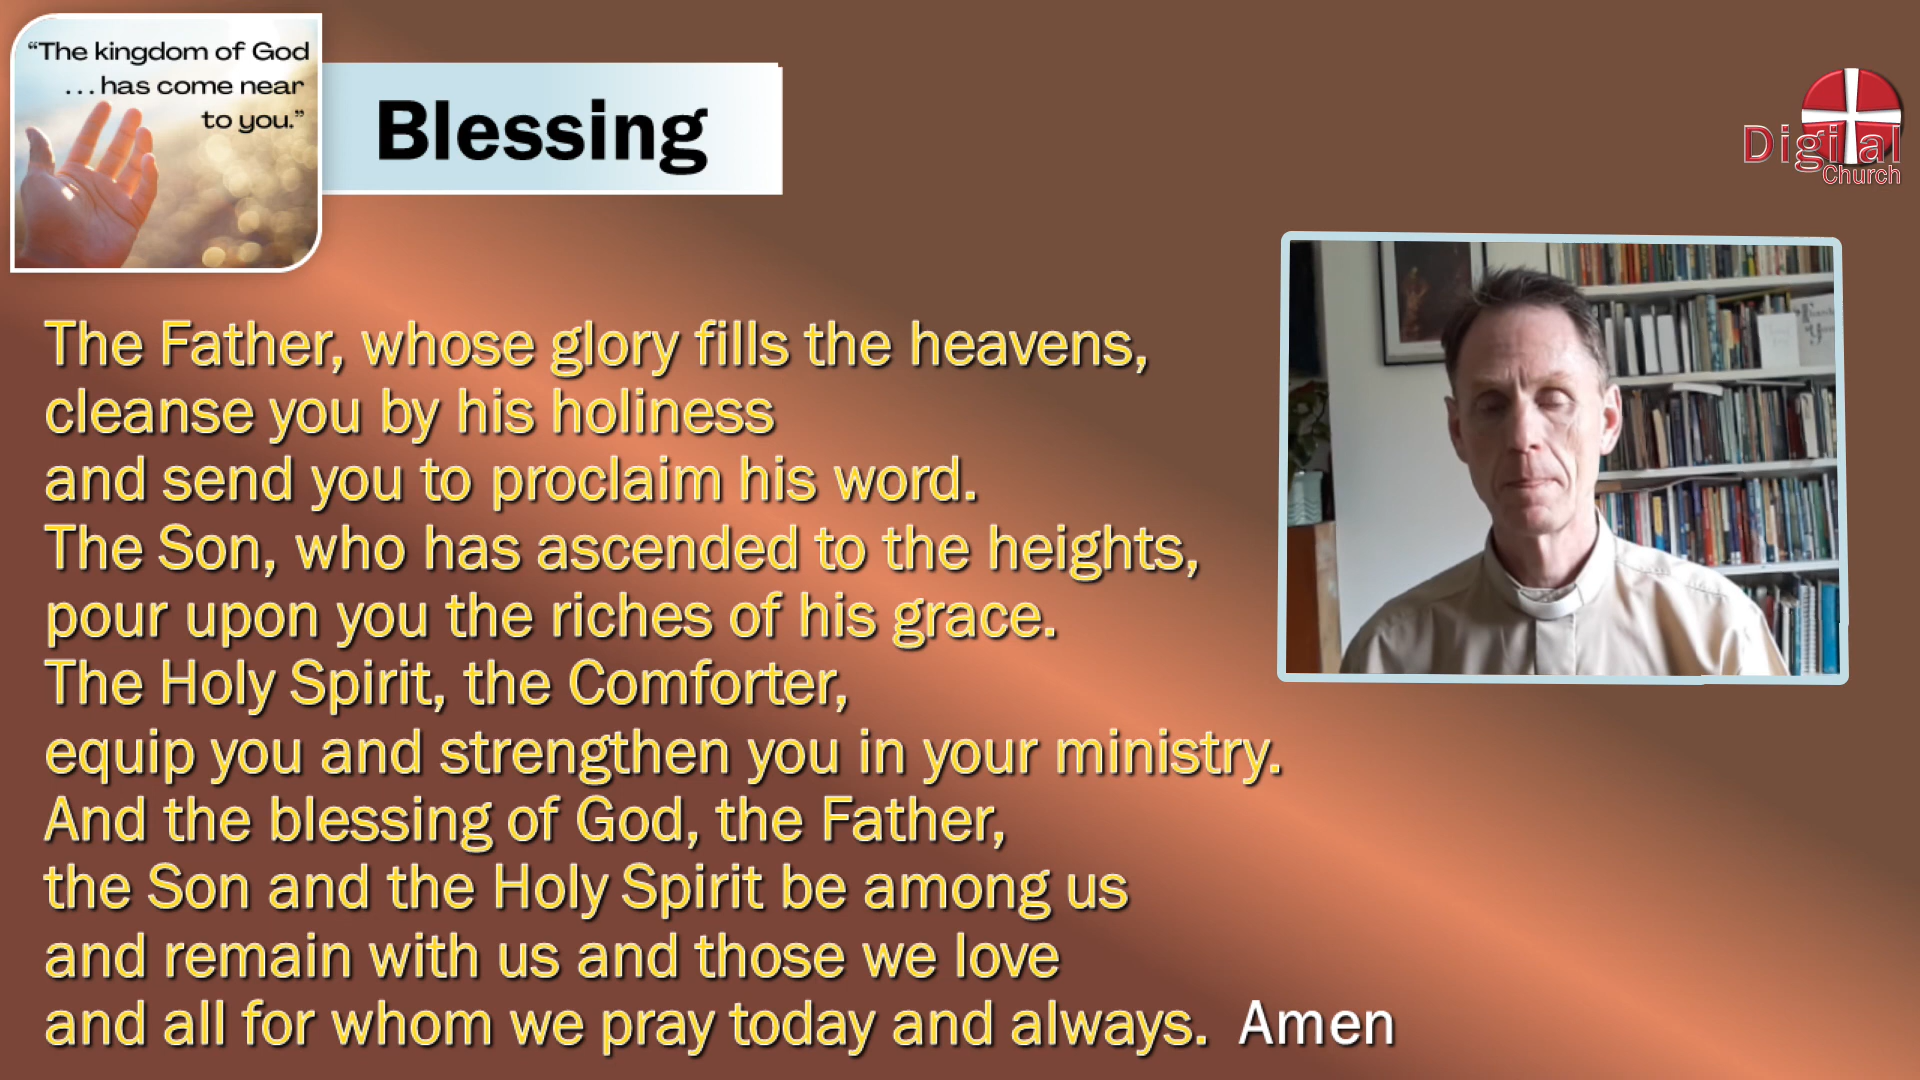 “The kingdom of God
...has come near
to you.”
Blessing
Digital
Church
The Father, whose glory fills the heavens,
cleanse you by his holiness
and send you to proclaim his word.
The Son, who has ascended to the heights,
pour upon you the riches of his grace.
The Holy Spirit, the Comforter,
equip you and strengthen you in your ministry.
And the blessing of God, the Father,
the Son and the Holy Spirit be among us
and remain with us and those we love
and all for whom we pray today and always. Amen